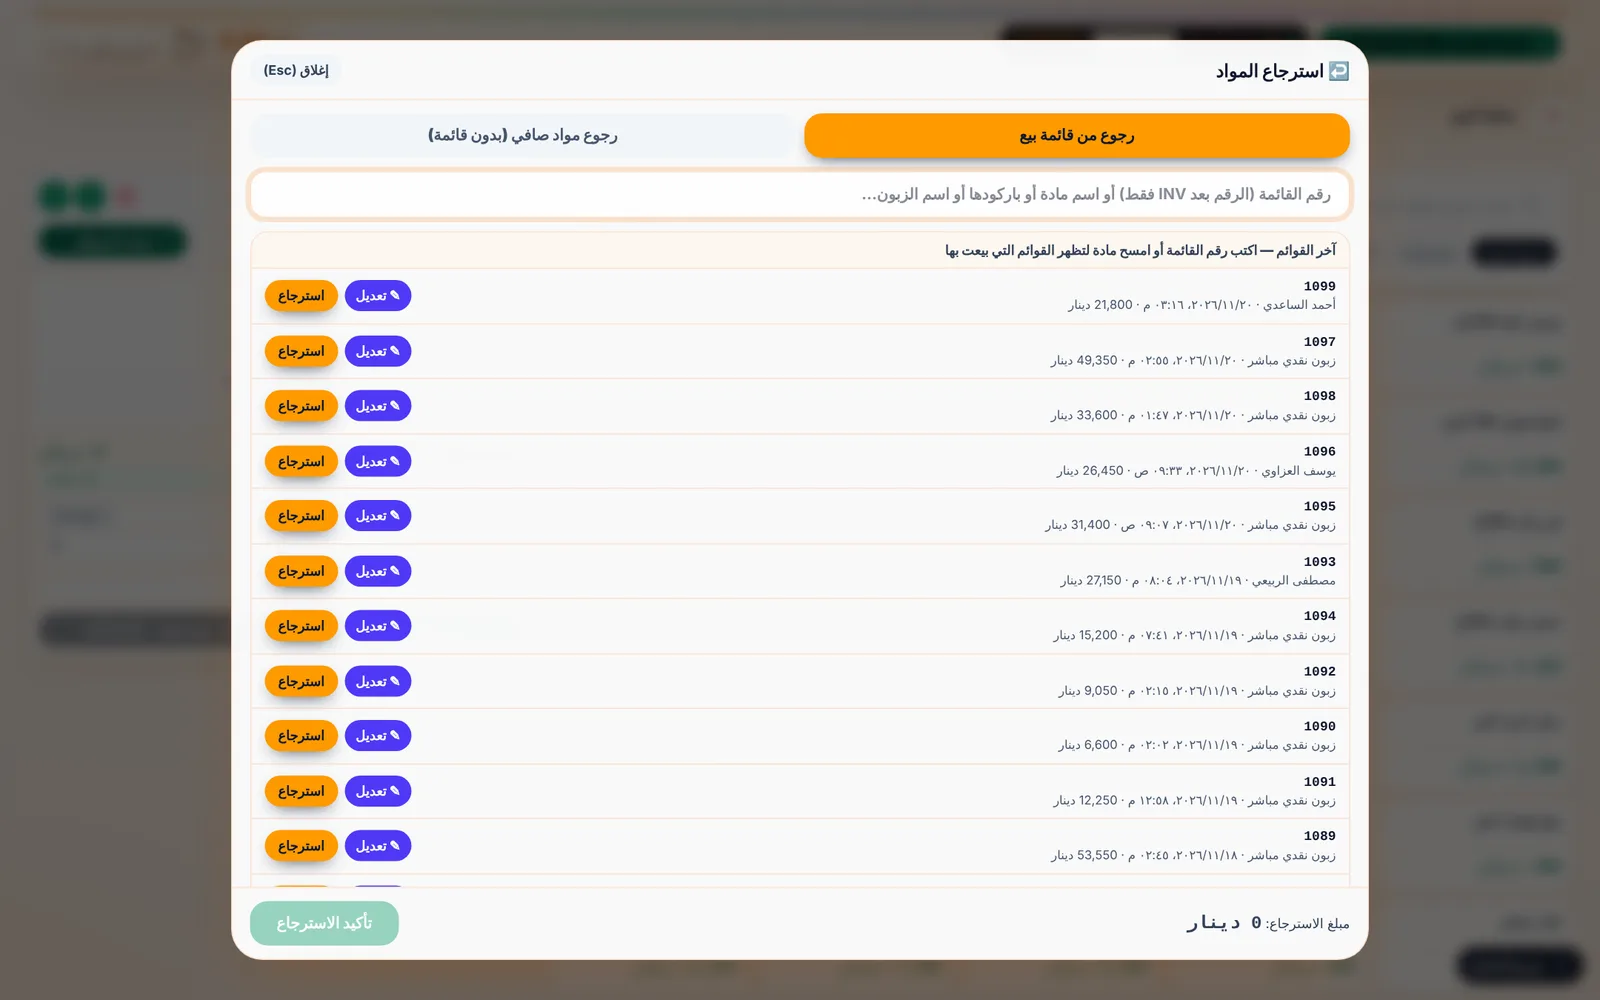 ↩️ استرجاع المواد
إغلاق (Esc)
رجوع من قائمة بيع
رجوع مواد صافي (بدون قائمة)
رقم القائمة (الرقم بعد INV فقط) أو اسم مادة أو باركودها أو اسم الزبون...
آخر القوائم — اكتب رقم القائمة أو امسح مادة لتظهر القوائم التي بيعت بها
1099
أحمد الساعدي · ٢٠٢٦/١١/٢٠، ٠٣:١٦ م · 21,800 دينار
✎ تعديل
استرجاع
1097
زبون نقدي مباشر · ٢٠٢٦/١١/٢٠، ٠٢:٥٥ م · 49,350 دينار
✎ تعديل
استرجاع
1098
زبون نقدي مباشر · ٢٠٢٦/١١/٢٠، ٠١:٤٧ م · 33,600 دينار
✎ تعديل
استرجاع
1096
يوسف العزاوي · ٢٠٢٦/١١/٢٠، ٠٩:٣٣ ص · 26,450 دينار
✎ تعديل
استرجاع
1095
زبون نقدي مباشر · ٢٠٢٦/١١/٢٠، ٠٩:٠٧ ص · 31,400 دينار
✎ تعديل
استرجاع
1093
مصطفى الربيعي · ٢٠٢٦/١١/١٩، ٠٨:٠٤ م · 27,150 دينار
✎ تعديل
استرجاع
1094
زبون نقدي مباشر · ٢٠٢٦/١١/١٩، ٠٧:٤١ م · 15,200 دينار
✎ تعديل
استرجاع
1092
زبون نقدي مباشر · ٢٠٢٦/١١/١٩، ٠٢:١٥ م · 9,050 دينار
✎ تعديل
استرجاع
1090
زبون نقدي مباشر · ٢٠٢٦/١١/١٩، ٠٢:٠٢ م · 6,600 دينار
✎ تعديل
استرجاع
1091
زبون نقدي مباشر · ٢٠٢٦/١١/١٩، ١٢:٥٨ م · 12,250 دينار
✎ تعديل
استرجاع
1089
زبون نقدي مباشر · ٢٠٢٦/١١/١٨، ٠٢:٤٥ م · 53,550 دينار
✎ تعديل
استرجاع
مبلغ الاسترجاع: 0 دينار
تأكيد الاسترجاع